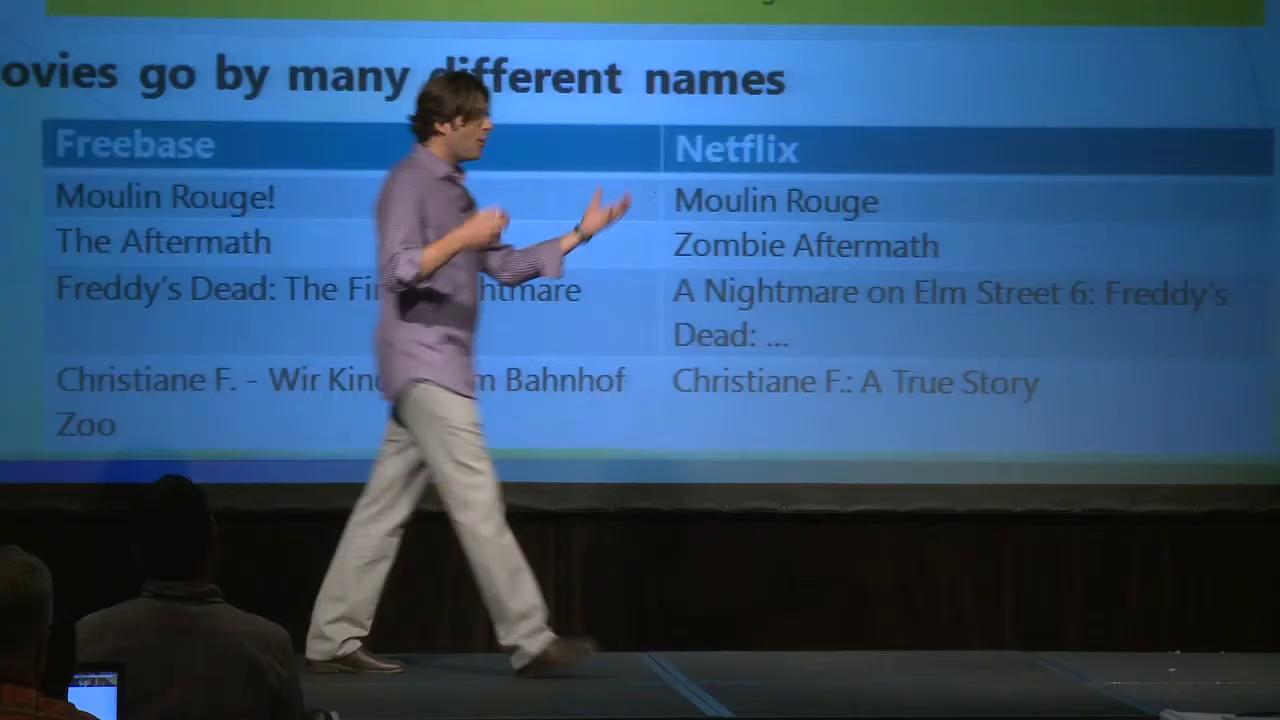 ovies go by many different names
Freebase Netflix
Moulin Rouge! Moulin Rouge
The Aftermath Zombie Aftermath
Freddy's Dead: The Fi htmare A Nightmare on Elm Street 6: Freddy's
Dead: ...
Christiane F. - Wir Kin m Bahnhof Christiane F.: A True Story
Zoo